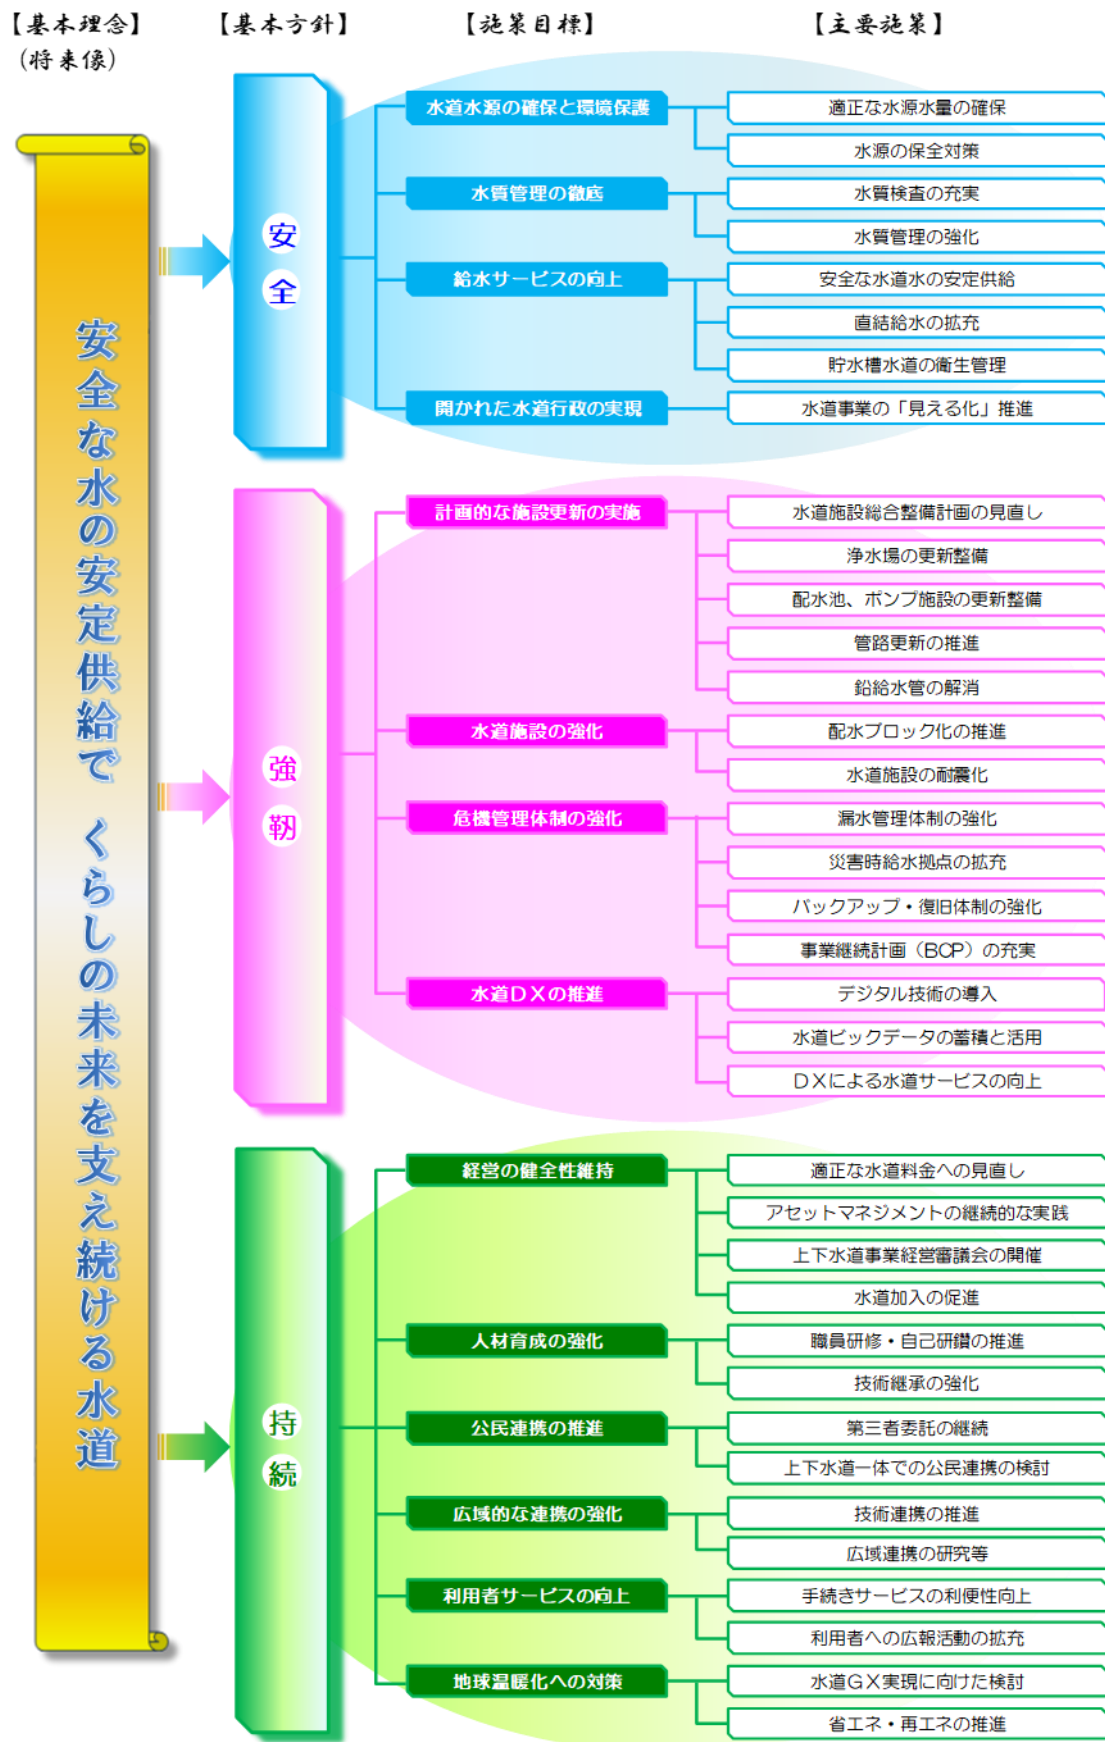 【基本理念】
(将来像)
【基本方針】
【施策目標】
【主要施策】
安全な水の安定供給で くらしの未来を支え続ける水道
安全
水道水源の確保と環境保護
適正な水源水量の確保
水源の保全対策
水質管理の徹底
水質検査の充実
水質管理の強化
給水サービスの向上
安全な水道水の安定供給
直結給水の拡充
貯水槽水道の衛生管理
開かれた水道行政の実現
水道事業の「見える化」推進
強靭
計画的な施設更新の実施
水道施設総合整備計画の見直し
浄水場の更新整備
配水池、ポンプ施設の更新整備
管路更新の推進
鉛給水管の解消
水道施設の強化
配水ブロック化の推進
水道施設の耐震化
危機管理体制の強化
漏水管理体制の強化
災害時給水拠点の拡充
バックアップ・復旧体制の強化
事業継続計画（BCP）の充実
水道DXの推進
デジタル技術の導入
水道ビックデータの蓄積と活用
DXによる水道サービスの向上
持続
経営の健全性維持
適正な水道料金への見直し
アセットマネジメントの継続的な実践
上下水道事業経営審議会の開催
水道加入の促進
人材育成の強化
職員研修・自己研鑽の推進
技術継承の強化
公民連携の推進
第三者委託の継続
上下水道一体での公民連携の検討
広域的な連携の強化
技術連携の推進
広域連携の研究等
利用者サービスの向上
手続きサービスの利便性向上
利用者への広報活動の拡充
地球温暖化への対策
水道GX実現に向けた検討
省エネ・再エネの推進